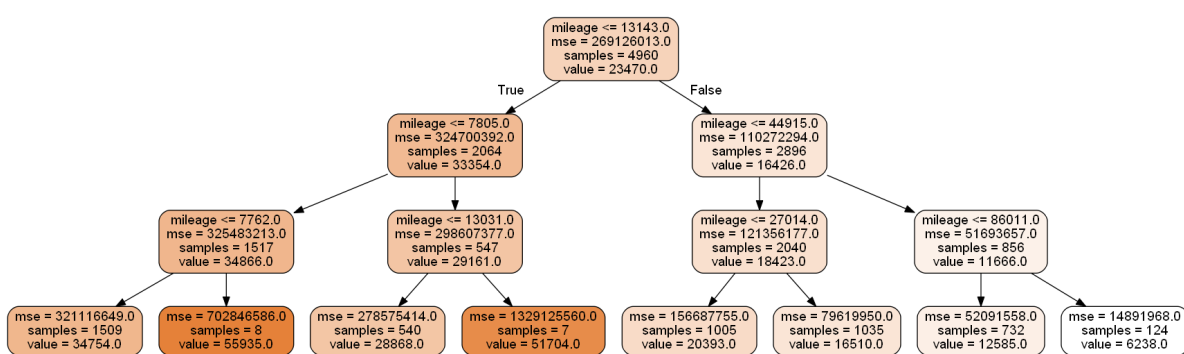 mileage <= 13143.0
mse = 269126013.0
samples = 4960
value = 23470.0
True
False
mileage <= 7805.0
mse = 324700392.0
samples = 2064
value = 33354.0
mileage <= 44915.0
mse = 110272294.0
samples = 2896
value = 16426.0
mileage <= 7762.0
mse = 325483213.0
samples = 1517
value = 34866.0
mileage <= 13031.0
mse = 298607377.0
samples = 547
value = 29161.0
mileage <= 27014.0
mse = 121356177.0
samples = 2040
value = 18423.0
mileage <= 86011.0
mse = 51693657.0
samples = 856
value = 11666.0
mse = 321116649.0
samples = 1509
value = 34754.0
mse = 702846586.0
samples = 8
value = 55935.0
mse = 278575414.0
samples = 540
value = 28868.0
mse = 1329125560.0
samples = 7
value = 51704.0
mse = 156687755.0
samples = 1005
value = 20393.0
mse = 79619950.0
samples = 1035
value = 16510.0
mse = 52091558.0
samples = 732
value = 12585.0
mse = 14891968.0
samples = 124
value = 6238.0